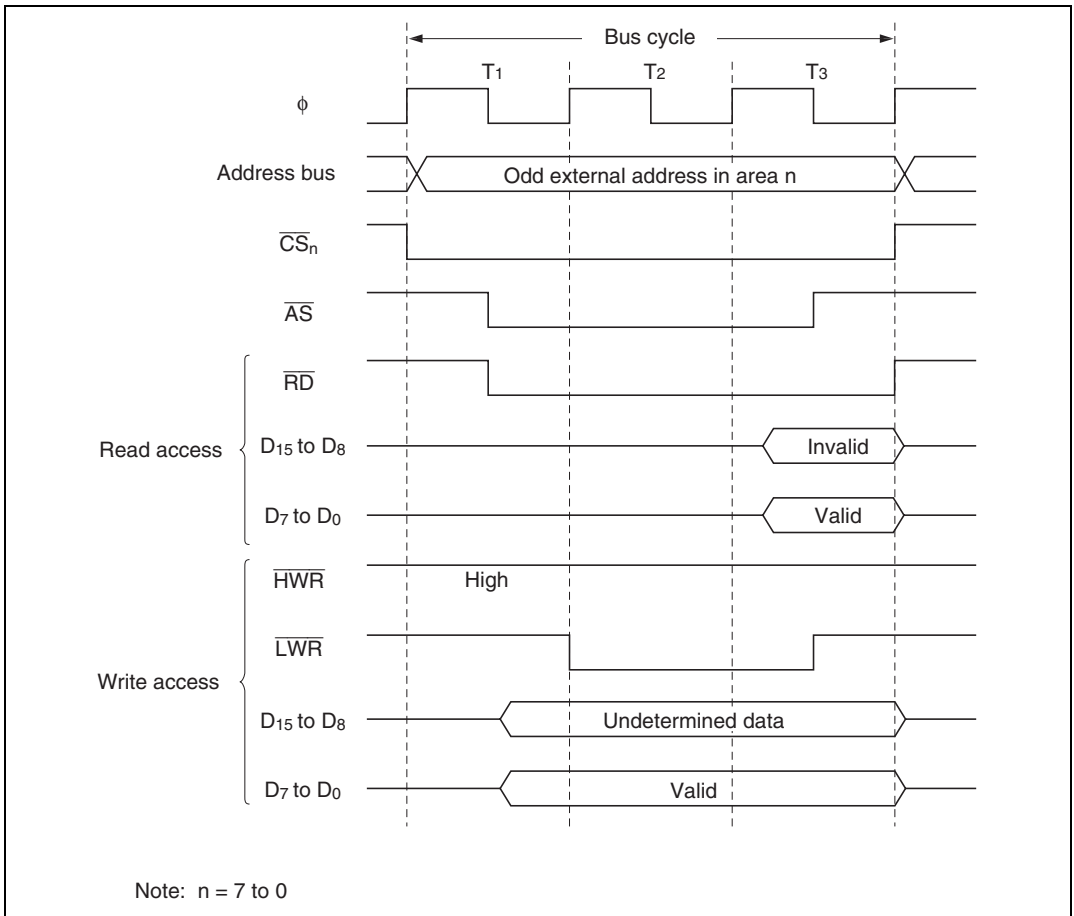 Bus cycle
T1 T2 T3
ϕ
Address bus Odd external address in area n
CSn
AS
RD
Read access D15 to D8 Invalid
D7 to D0 Valid
HWR High
LWR
Write access
D15 to D8 Undetermined data
D7 to D0 Valid
Note: n = 7 to 0